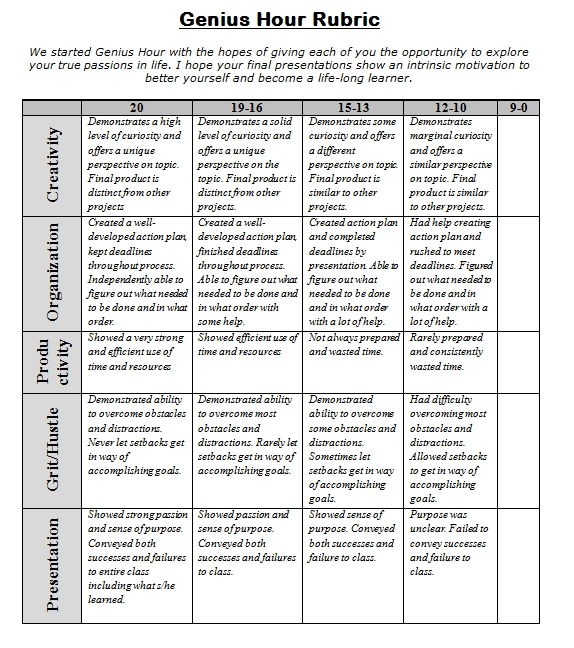 Genius Hour Rubric
We started Genius Hour with the hopes of giving each of you the opportunity to explore
your true passions in life. I hope your final presentations show an intrinsic motivation to
better yourself and become a life-long learner.
20
19-16
15-13
12-10
9-0
Creativity
Demonstrates a high
level of curiosity and
offers a unique
perspective on topic.
Final product is
distinct from other
projects
Demonstrates a solid
level of curiosity and
offers a unique
perspective on the
topic. Final product is
distinct from other
projects.
Demonstrates some
curiosity and offers
a different
perspective on topic.
Final product is
similar to other
projects.
Demonstrates
marginal curiosity
and offers a
similar perspective
on topic. Final
product is similar
to other projects.
Organization
Created a well-
developed action plan,
kept deadlines
throughout process.
Independently able to
figure out what needed
to be done and in what
order.
Created a well-
developed action plan,
finished deadlines
throughout process.
Able to figure out what
needed to be done and
in what order with
some help.
Created action plan
and completed
deadlines by
presentation. Able to
figure out what
needed to be done
and in what order
with a lot of help.
Had help creating
action plan and
rushed to meet
deadlines. Figured
out what needed to
be done and in
what order with a
lot of help.
Produ
ctivity
Showed a very strong
and efficient use of
time and resources
Showed efficient use of
time and resources
Not always prepared
and wasted time.
Rarely prepared
and consistently
wasted time.
Grit/Hustle
Demonstrated ability
to overcome obstacles
and distractions.
Never let setbacks get
in way of
accomplishing goals.
Demonstrated ability
to overcome most
obstacles and
distractions. Rarely let
setbacks get in way of
accomplishing goals.
Demonstrated
ability to overcome
some obstacles and
distractions.
Sometimes let
setbacks get in way
of accomplishing
goals.
Had difficulty
overcoming most
obstacles and
distractions.
Allowed setbacks
to get in way of
accomplishing
goals.
Presentation
Showed strong passion
and sense of purpose.
Conveyed both
successes and failures
to entire class
including what s/he
learned.
Showed passion and
sense of purpose.
Conveyed both
successes and failures
to class.
Showed sense of
purpose. Conveyed
both successes and
failure to class.
Purpose was
unclear. Failed to
convey successes
and failure to
class.